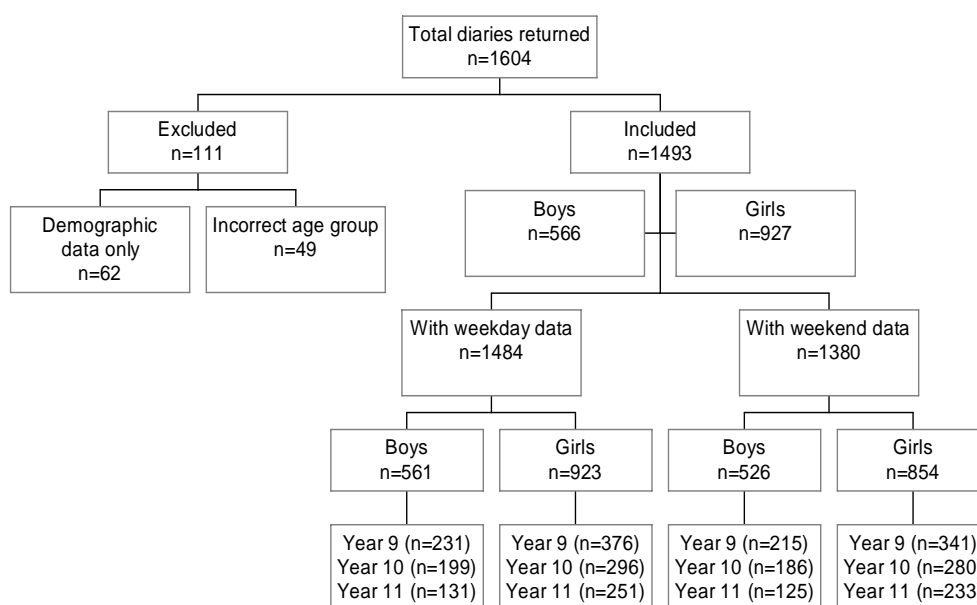 Total diaries returned
n=1604
Excluded
n=111
Included
n=1493
Demographic
data only
n=62
Incorrect age group
n=49
Boys
n=566
Girls
n=927
With weekday data
n=1484
With weekend data
n=1380
Boys
n=561
Girls
n=923
Boys
n=526
Girls
n=854
Year 9 (n=231)
Year 10 (n=199)
Year 11 (n=131)
Year 9 (n=376)
Year 10 (n=296)
Year 11 (n=251)
Year 9 (n=215)
Year 10 (n=186)
Year 11 (n=125)
Year 9 (n=341)
Year 10 (n=280
Year 11 (n=233